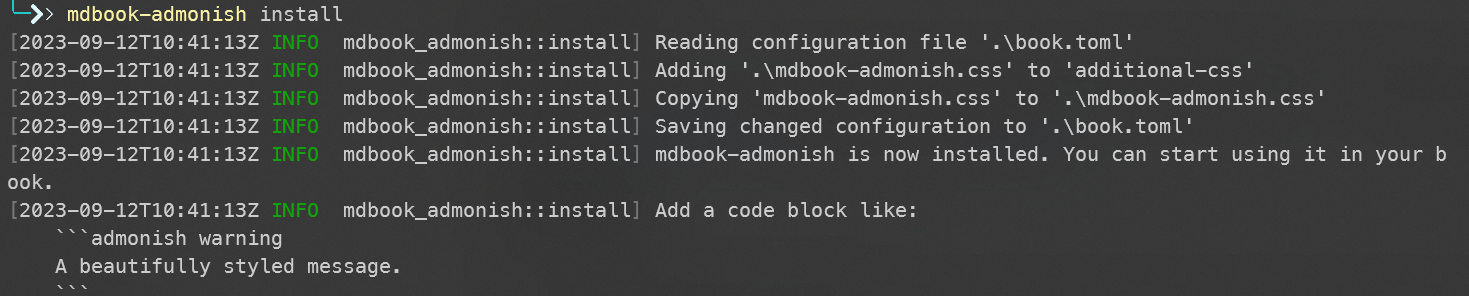 ❯ mdbook-admonish install
[2023-09-12T10:41:13Z INFO  mdbook_admonish::install] Reading configuration file '.\book.toml'
[2023-09-12T10:41:13Z INFO  mdbook_admonish::install] Adding '.\mdbook-admonish.css' to 'additional-css'
[2023-09-12T10:41:13Z INFO  mdbook_admonish::install] Copying 'mdbook-admonish.css' to '.\mdbook-admonish.css'
[2023-09-12T10:41:13Z INFO  mdbook_admonish::install] Saving changed configuration to '.\book.toml'
[2023-09-12T10:41:13Z INFO  mdbook_admonish::install] mdbook-admonish is now installed. You can start using it in your b
ook.
[2023-09-12T10:41:13Z INFO  mdbook_admonish::install] Add a code block like:
    ```admonish warning
    A beautifully styled message.
    ```